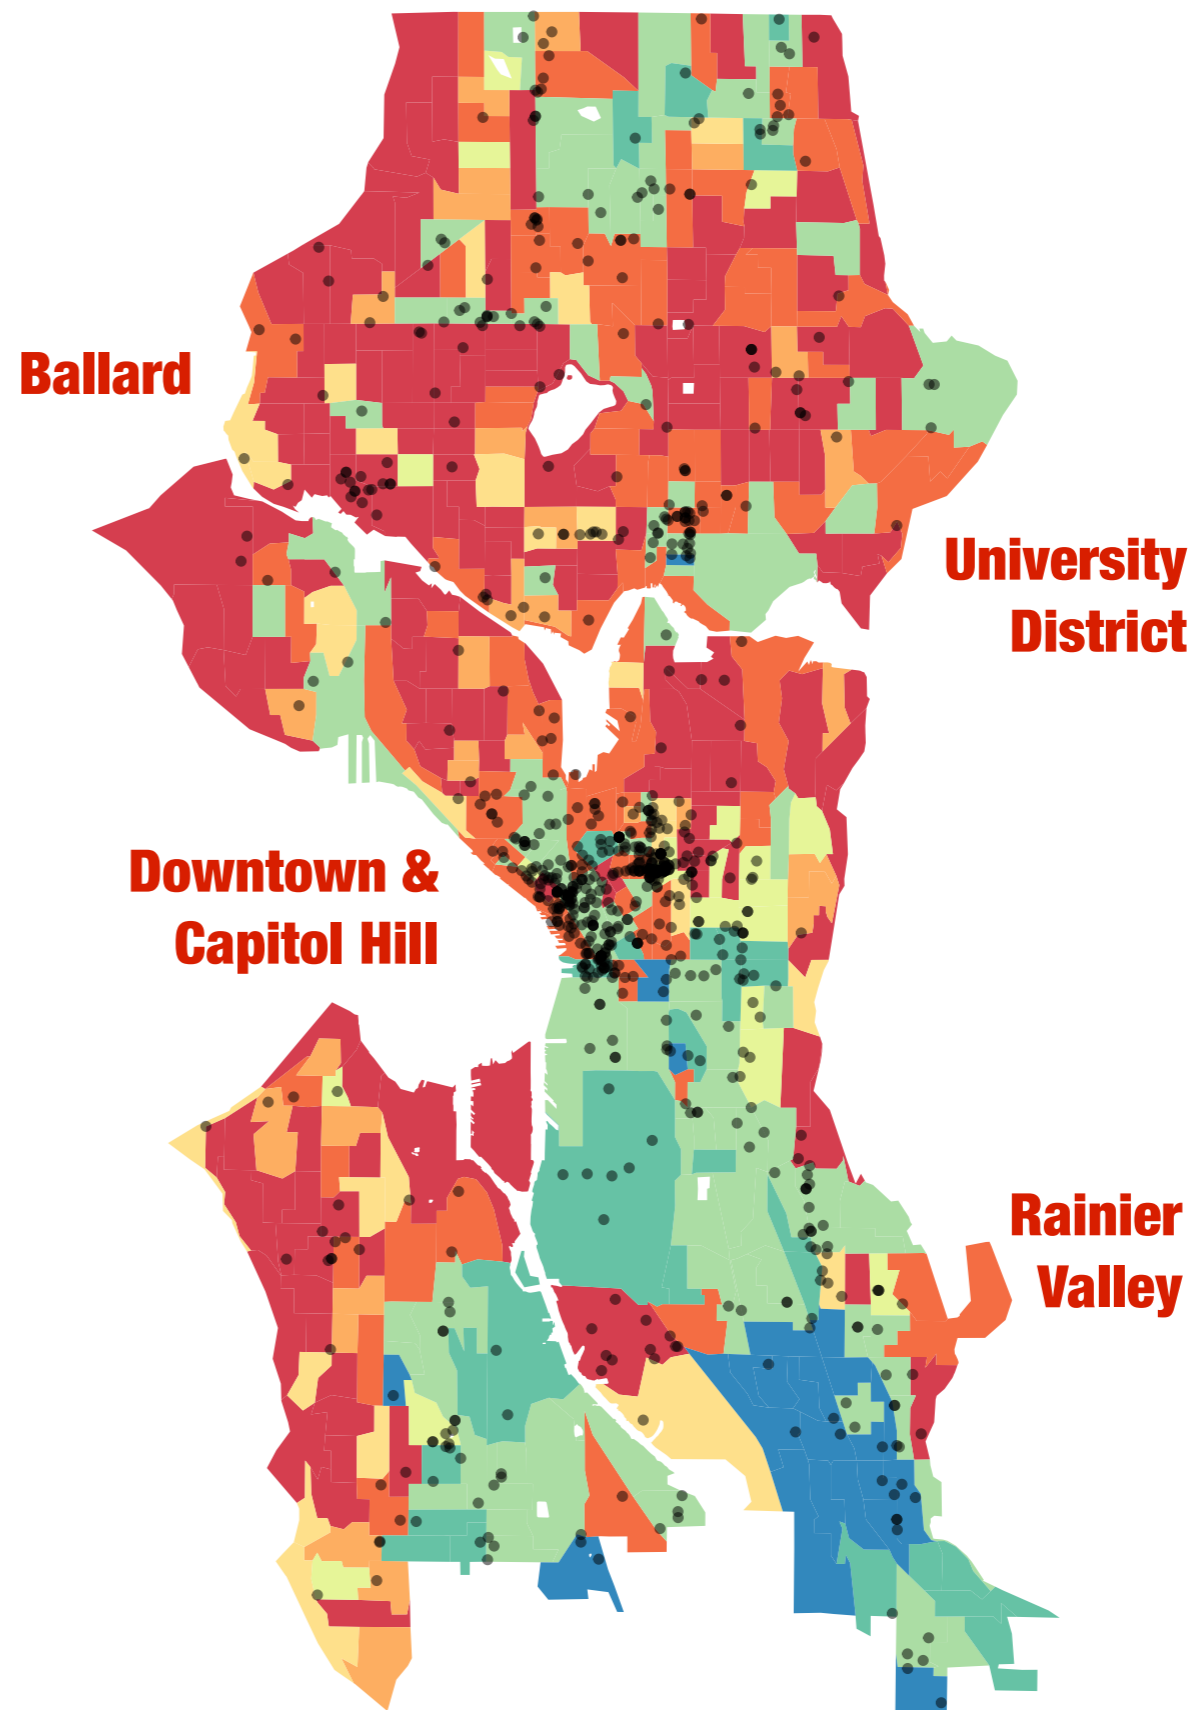 Ballard
University
District
Downtown &
Capitol Hill
Rainier
Valley